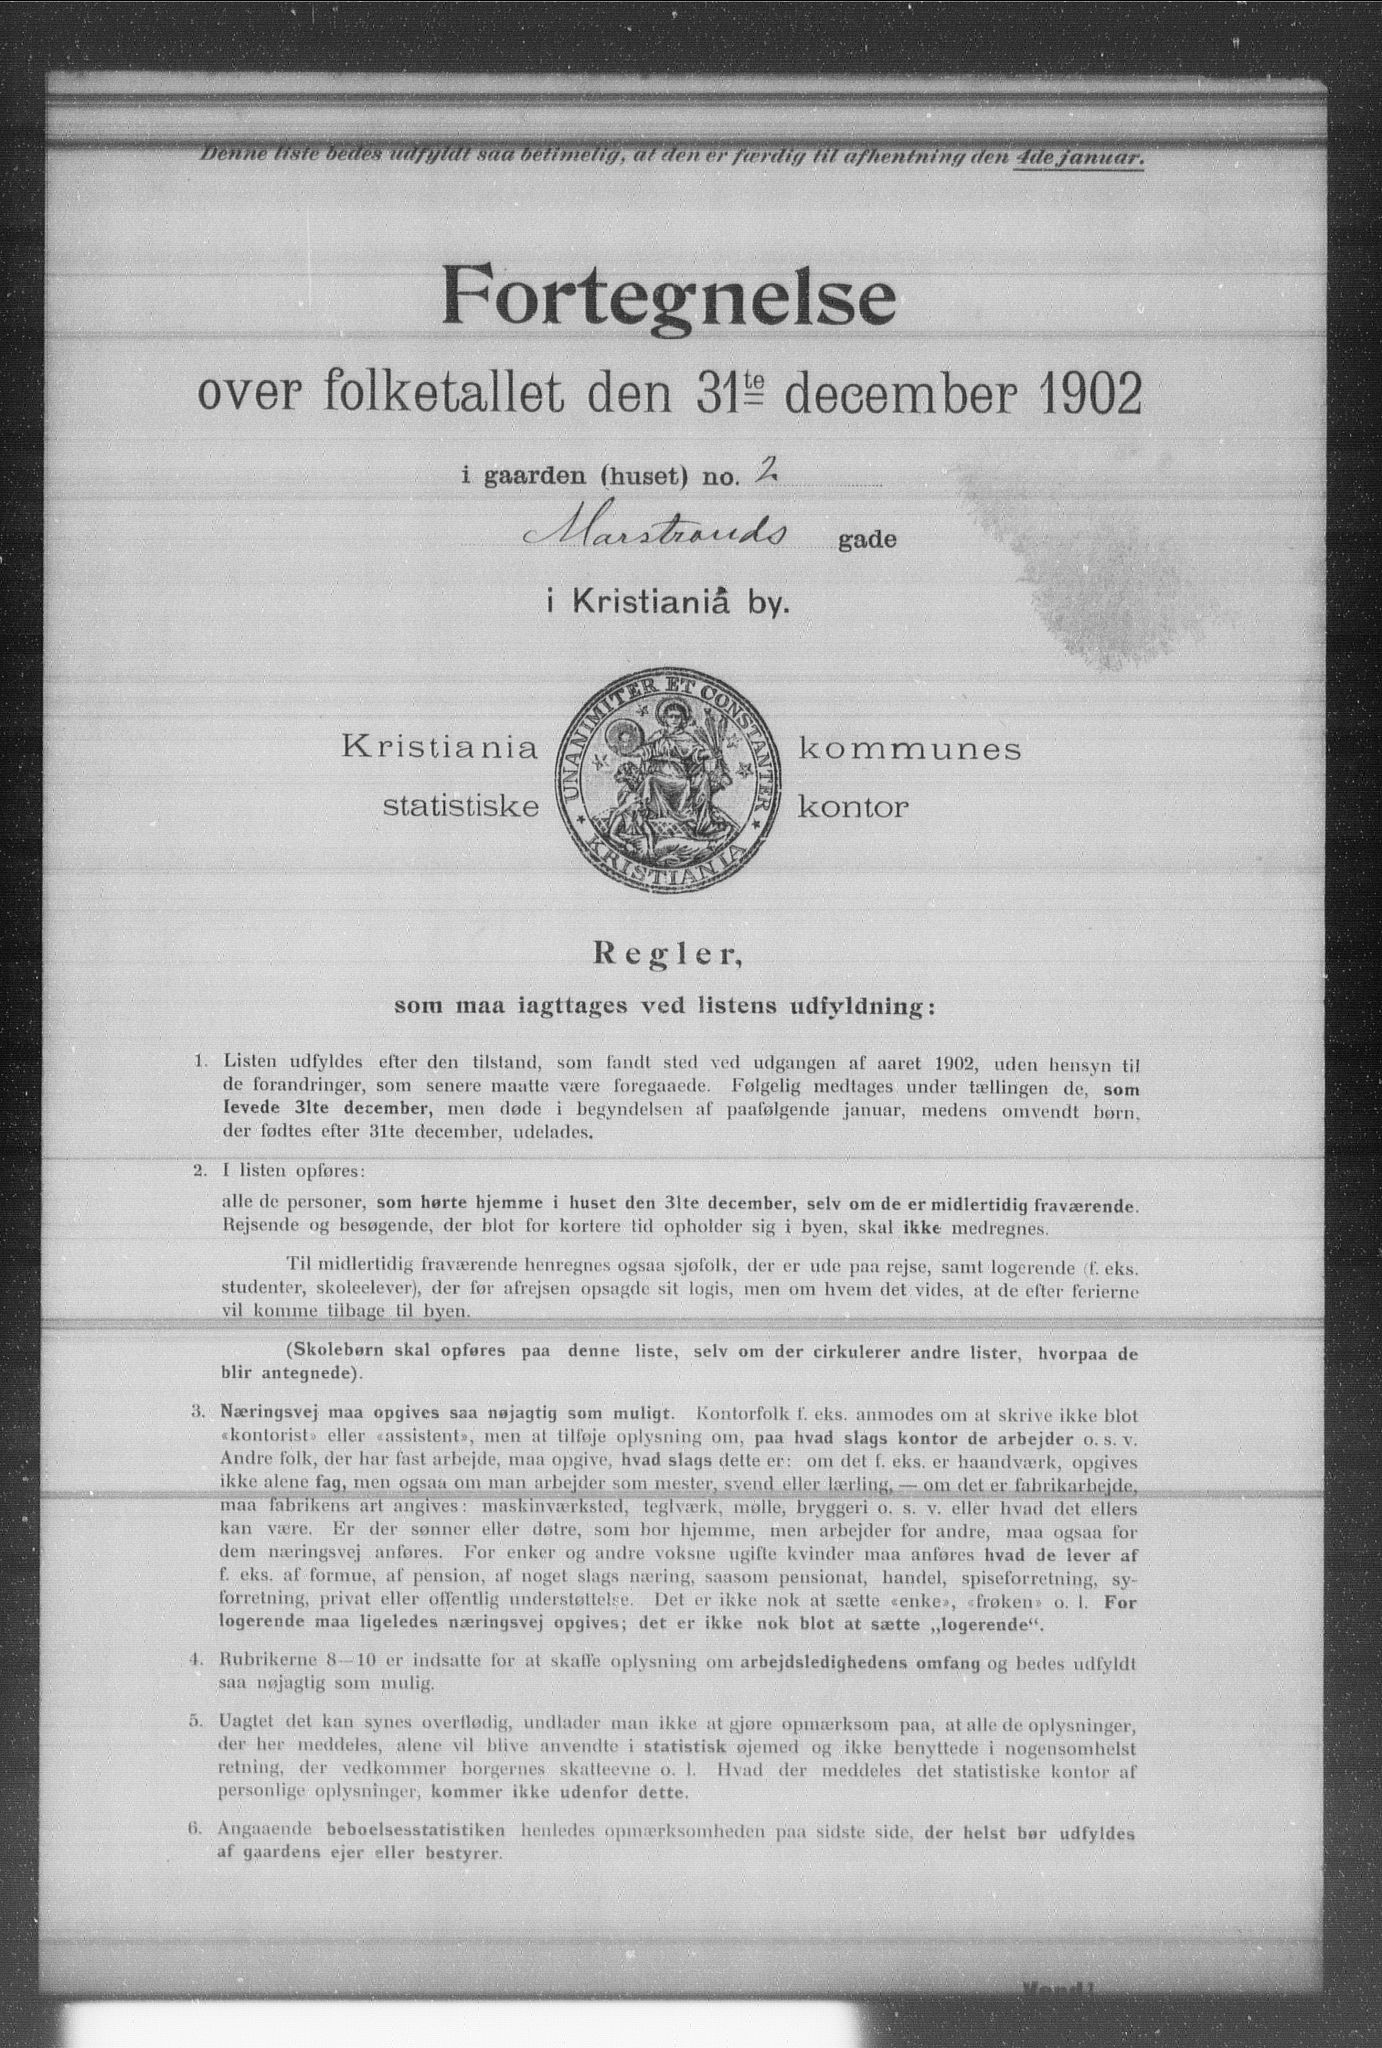 Denne liste bedes udfyldt saa betimelig, at den er færdig til afhentning den 4de januar.
Fortegnelse
over folketallet den 31te december 1902
i gaarden (huset) no. 2
Marstrands gade
i Kristiania by.
UNANIMITER ET CONSTANTER
KRISTIANIA
Kristiania kommunes
statistiske kontor
Regler,
som maa iagttages ved listens udfyldning:
1. Listen udfyldes efter den tilstand, som fandt sted ved udgangen af aaret 1902, uden hensyn til
de forandringer, som senere maatte være foregaaede. Følgelig medtages under tællingen de, som
levede 31te december, men døde i begyndelsen af paafølgende januar, medens omvendt børn,
der fødtes efter 31te december, udelades.
2. I listen opføres:
alle de personer, som hørte hjemme i huset den 31te december, selv om de er midlertidig fraværende.
Rejsende og besøgende, der blot for kortere tid opholder sig i byen, skal ikke medregnes.
Til midlertidig fraværende henregnes ogsaa sjøfolk, der er ude paa rejse, samt logerende (f. eks.
studenter, skoleelever), der før afrejsen opsagde sit logis, men om hvem det vides, at de efter ferierne
vil komme tilbage til byen.
(Skolebørn skal opføres paa denne liste, selv om der cirkulerer andre lister, hvorpaa de
blir antegnede).
3. Næringsvej maa opgives saa nøjagtig som muligt. Kontorfolk f. eks. anmodes om at skrive ikke blot
«kontorist» eller «assistent», men at tilføje oplysning om, paa hvad slags kontor de arbejder o. s. v.
Andre folk, der har fast arbejde, maa opgive, hvad slags dette er: om det f. eks. er haandværk, opgives
ikke alene fag, men ogsaa om man arbejder som mester, svend eller lærling, — om det er fabrikarbejde,
maa fabrikens art angives: maskinværksted, teglværk, mølle, bryggeri o. s. v. eller hvad det ellers
kan være. Er der sønner eller døtre, som bor hjemme, men arbejder for andre, maa ogsaa for
dem næringsvej anføres. For enker og andre voksne ugifte kvinder maa anføres hvad de lever af
f. eks. af formue, af pension, af noget slags næring, saasom pensionat, handel, spiseforretning, sy-
forretning, privat eller offentlig understøttelse. Det er ikke nok at sætte «enke», «frøken» o. l. For
logerende maa ligeledes næringsvej opgives; det er ikke nok blot at sætte „logerende“.
4. Rubrikerne 8—10 er indsatte for at skaffe oplysning om arbejdsledighedens omfang og bedes udfyldt
saa nøjagtig som mulig.
5. Uagtet det kan synes overflødig, undlader man ikke at gjøre opmærksom paa, at alle de oplysninger,
der her meddeles, alene vil blive anvendte i statistisk øjemed og ikke benyttede i nogensomhelst
retning, der vedkommer borgernes skatteevne o. l. Hvad der meddeles det statistiske kontor af
personlige oplysninger, kommer ikke udenfor dette.
6. Angaaende beboelsesstatistiken henledes opmærksomheden paa sidste side, der helst bør udfyldes
af gaardens ejer eller bestyrer.